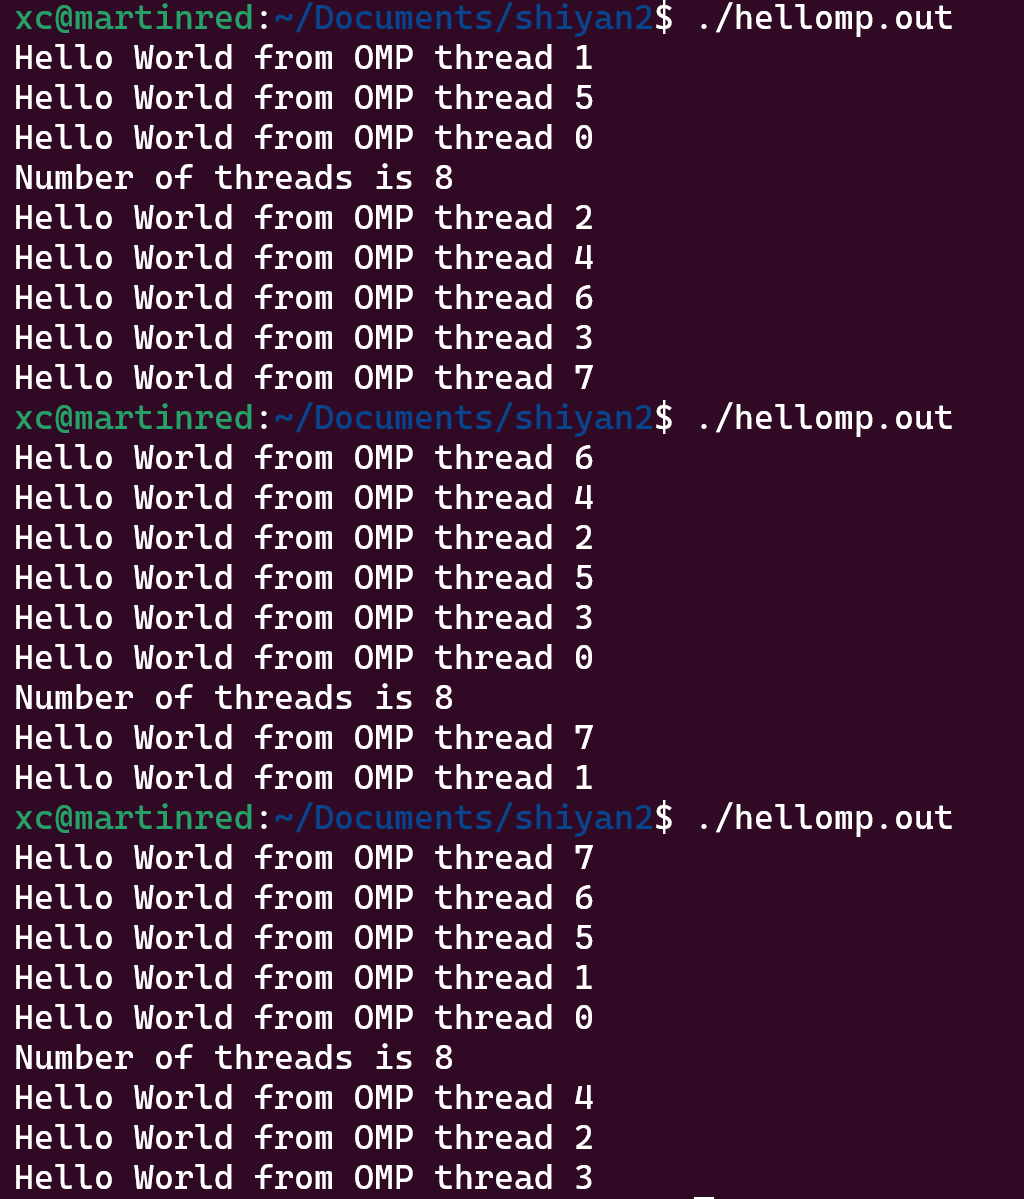 xc@martinred:~/Documents/shiyan2$ ./hellomp.out
Hello World from OMP thread 1
Hello World from OMP thread 5
Hello World from OMP thread 0
Number of threads is 8
Hello World from OMP thread 2
Hello World from OMP thread 4
Hello World from OMP thread 6
Hello World from OMP thread 3
Hello World from OMP thread 7
xc@martinred:~/Documents/shiyan2$ ./hellomp.out
Hello World from OMP thread 6
Hello World from OMP thread 4
Hello World from OMP thread 2
Hello World from OMP thread 5
Hello World from OMP thread 3
Hello World from OMP thread 0
Number of threads is 8
Hello World from OMP thread 7
Hello World from OMP thread 1
xc@martinred:~/Documents/shiyan2$ ./hellomp.out
Hello World from OMP thread 7
Hello World from OMP thread 6
Hello World from OMP thread 5
Hello World from OMP thread 1
Hello World from OMP thread 0
Number of threads is 8
Hello World from OMP thread 4
Hello World from OMP thread 2
Hello World from OMP thread 3